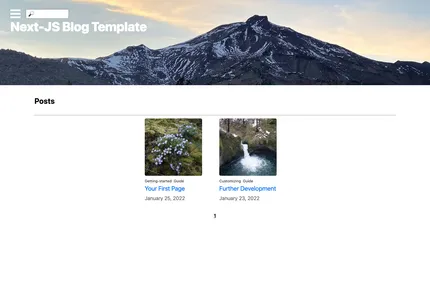 Next-JS Blog Template
Posts
Getting-started Guide
Your First Page
January 25, 2022
Customizing Guide
Further Development
January 23, 2022
1